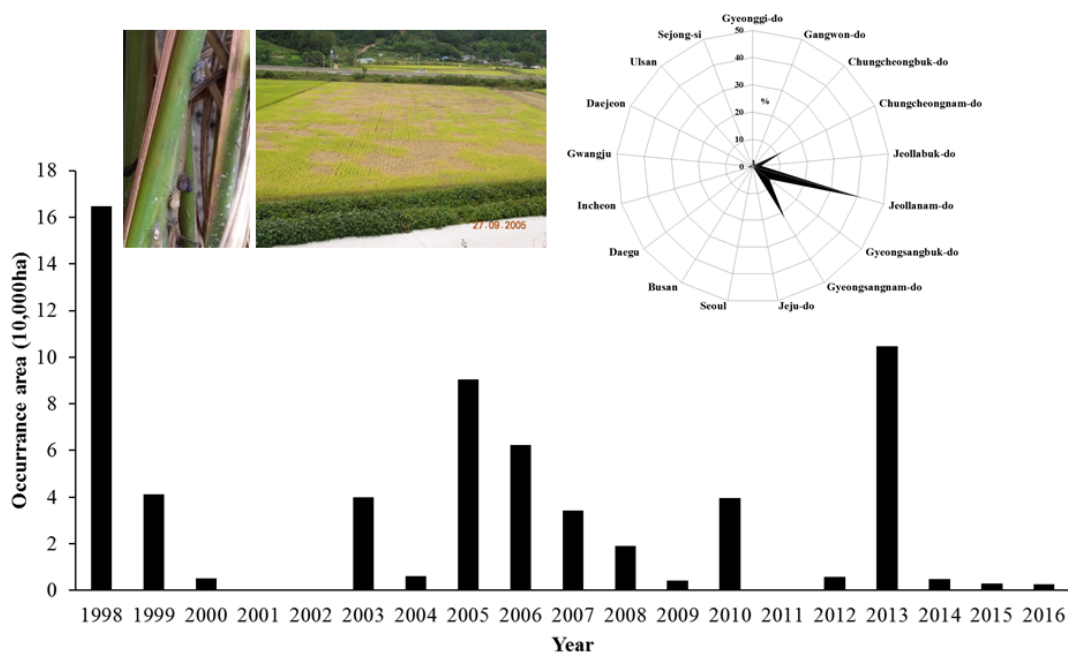 Gyeonggi-do
Sejong-si
Gangwon-do
Ulsan
Chungcheongbuk-do
Daejeon
Chungcheongnam-do
Gwangju
Jeollabuk-do
Incheon
Jeollanam-do
Daegu
Gyeongsangbuk-do
Busan
Gyeongsangnam-do
Seoul
Jeju-do
50
40
30
%
20
10
0
27.09.2005
Occurrance area (10,000ha)
18
16
14
12
10
8
6
4
2
0
1998 1999 2000 2001 2002 2003 2004 2005 2006 2007 2008 2009 2010 2011 2012 2013 2014 2015 2016
Year